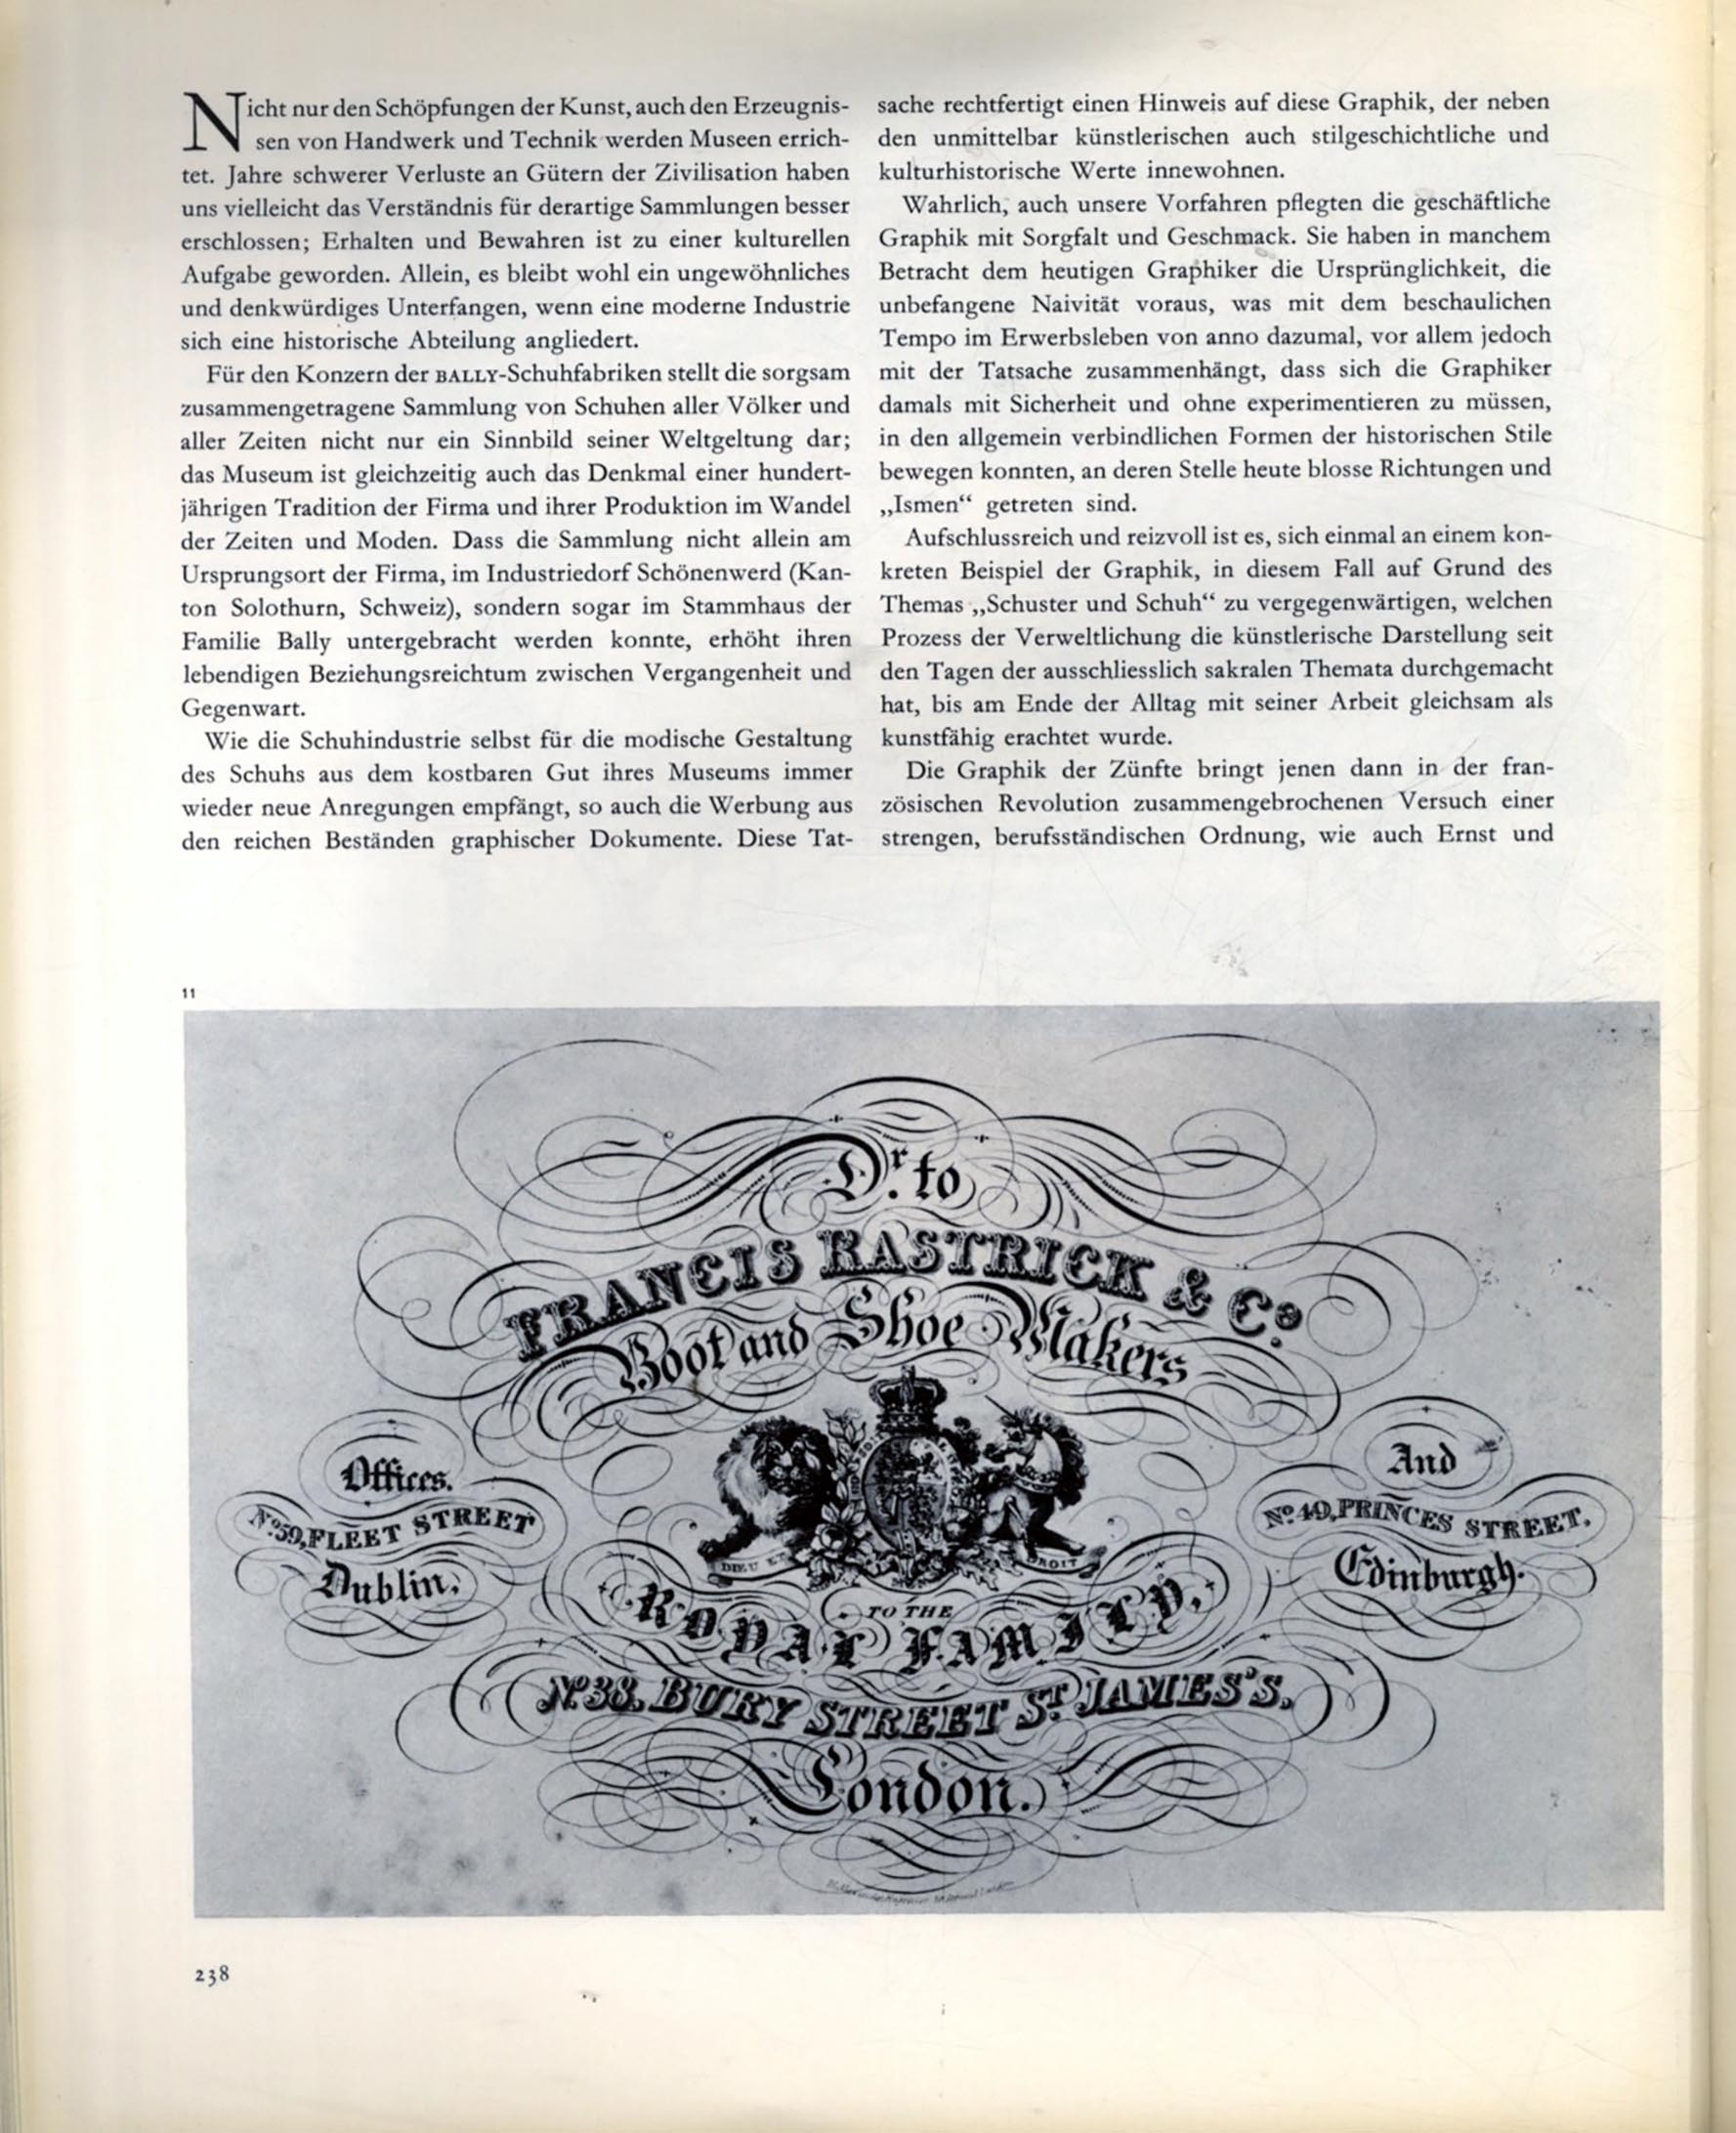 Nicht nur den Schöpfungen der Kunst, auch den Erzeugnis-
sen von Handwerk und Technik werden Museen errich-
tet. Jahre schwerer Verluste an Gütern der Zivilisation haben
uns vielleicht das Verständnis für derartige Sammlungen besser
erschlossen; Erhalten und Bewahren ist zu einer kulturellen
Aufgabe geworden. Allein, es bleibt wohl ein ungewöhnliches
und denkwürdiges Unterfangen, wenn eine moderne Industrie
sich eine historische Abteilung angliedert.
Für den Konzern der BALLY-Schuhfabriken stellt die sorgsam
zusammengetragene Sammlung von Schuhen aller Völker und
aller Zeiten nicht nur ein Sinnbild seiner Weltgeltung dar;
das Museum ist gleichzeitig auch das Denkmal einer hundert-
jährigen Tradition der Firma und ihrer Produktion im Wandel
der Zeiten und Moden. Dass die Sammlung nicht allein am
Ursprungsort der Firma, im Industriedorf Schönenwerd (Kan-
ton Solothurn, Schweiz), sondern sogar im Stammhaus der
Familie Bally untergebracht werden konnte, erhöht ihren
lebendigen Beziehungsreichtum zwischen Vergangenheit und
Gegenwart.
Wie die Schuhindustrie selbst für die modische Gestaltung
des Schuhs aus dem kostbaren Gut ihres Museums immer
wieder neue Anregungen empfängt, so auch die Werbung aus
den reichen Beständen graphischer Dokumente. Diese Tat-
sache rechtfertigt einen Hinweis auf diese Graphik, der neben
den unmittelbar künstlerischen auch stilgeschichtliche und
kulturhistorische Werte innewohnen.
Wahrlich, auch unsere Vorfahren pflegten die geschäftliche
Graphik mit Sorgfalt und Geschmack. Sie haben in manchem
Betracht dem heutigen Graphiker die Ursprünglichkeit, die
unbefangene Naivität voraus, was mit dem beschaulichen
Tempo im Erwerbsleben von anno dazumal, vor allem jedoch
mit der Tatsache zusammenhängt, dass sich die Graphiker
damals mit Sicherheit und ohne experimentieren zu müssen,
in den allgemein verbindlichen Formen der historischen Stile
bewegen konnten, an deren Stelle heute blosse Richtungen und
„Ismen“ getreten sind.
Aufschlussreich und reizvoll ist es, sich einmal an einem kon-
kreten Beispiel der Graphik, in diesem Fall auf Grund des
Themas „Schuster und Schuh“ zu vergegenwärtigen, welchen
Prozess der Verweltlichung die künstlerische Darstellung seit
den Tagen der ausschliesslich sakralen Themata durchgemacht
hat, bis am Ende der Alltag mit seiner Arbeit gleichsam als
kunstfähig erachtet wurde.
Die Graphik der Zünfte bringt jenen dann in der fran-
zösischen Revolution zusammengebrochenen Versuch einer
strengen, berufsständischen Ordnung, wie auch Ernst und
11
Dr. to
FRANCIS RASTRICK & Co.
Boot and Shoe Makers
Offices.
No. 59, FLEET STREET
Dublin.
And
No. 49, PRINCES STREET.
Edinburgh.
DIEU ET
DROIT
TO THE
ROYAL FAMILY.
No. 38, BURY STREET ST. JAMES'S,
London.
238